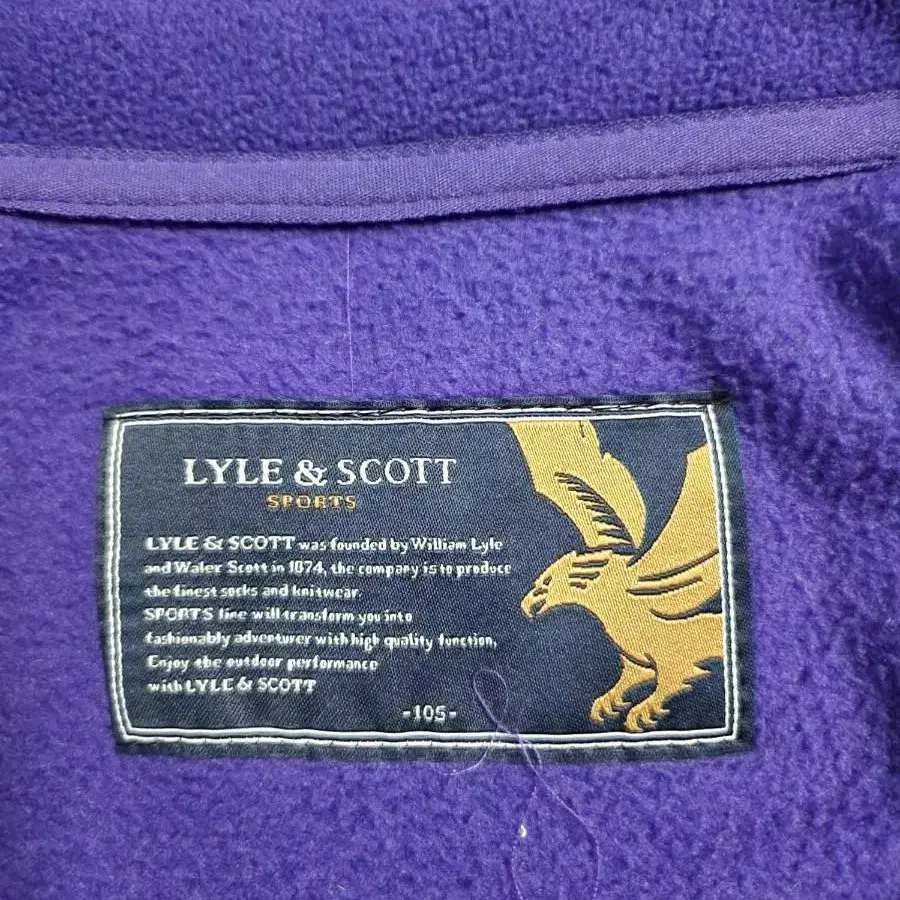 LYLE & SCOTT
SPORTS
LYLE & SCOTT was founded by William Lyle
and Waler Scott in 1874, the company is to produce
the finest socks and knitwear.
SPORTS line will transform you into
fashionably adventurer with high quality function,
Enjoy the outdoor performance
with LYLE & SCOTT
-105-